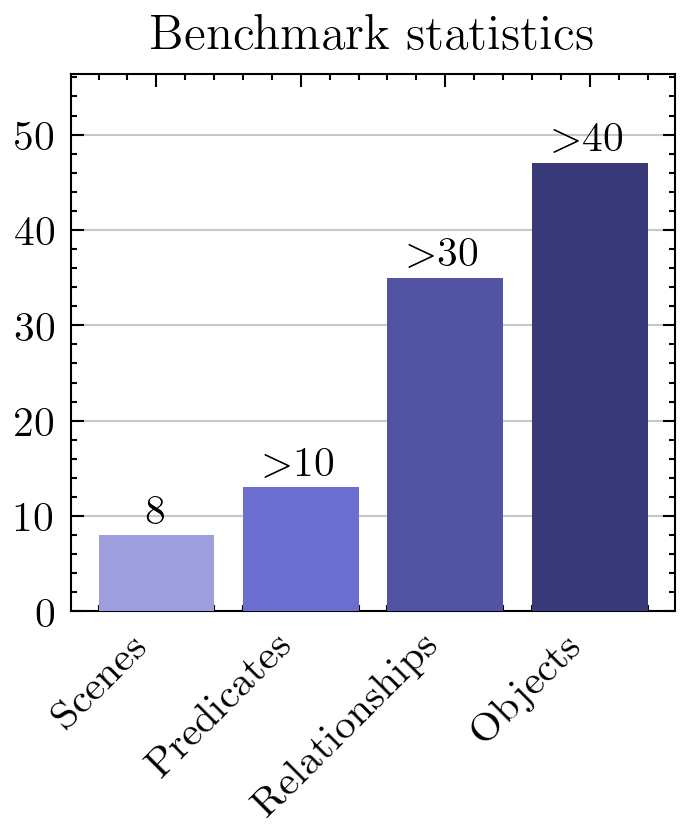 Benchmark statistics
50
40
30
20
10
0
8
>10
>30
>40
Scenes
Predicates
Relationships
Objects